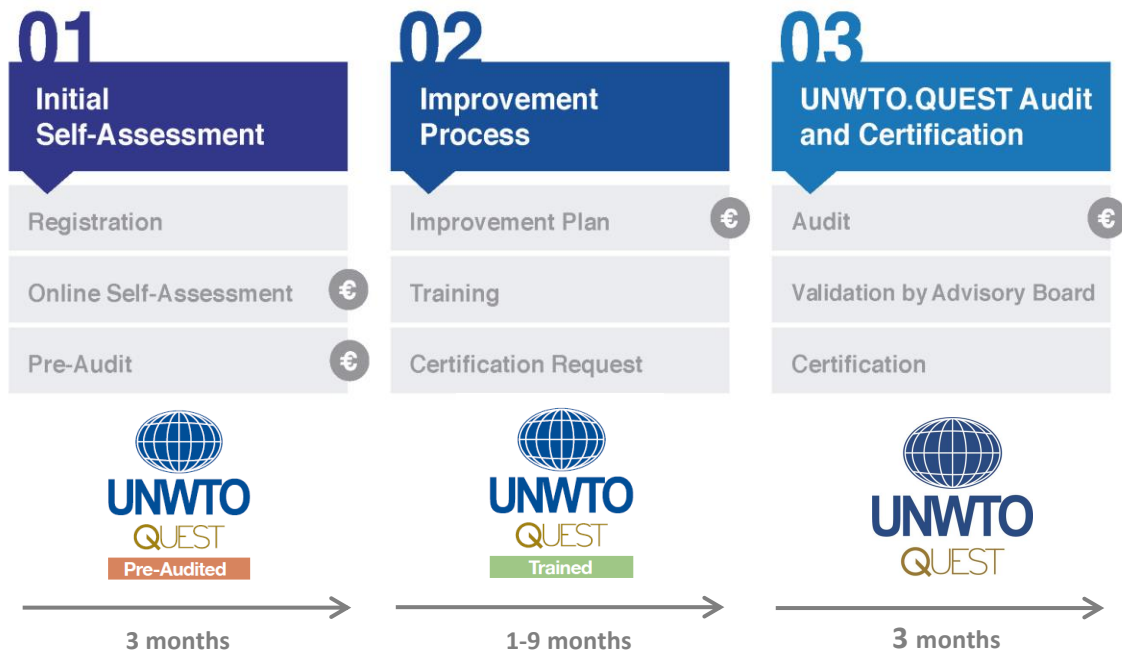 01
Initial
Self-Assessment
Registration
Online Self-Assessment €
Pre-Audit €
UNWTO
QUEST
Pre-Audited
3 months
02
Improvement
Process
Improvement Plan €
Training
Certification Request
UNWTO
QUEST
Trained
1-9 months
03
UNWTO.QUEST Audit
and Certification
Audit €
Validation by Advisory Board
Certification
UNWTO
QUEST
3 months